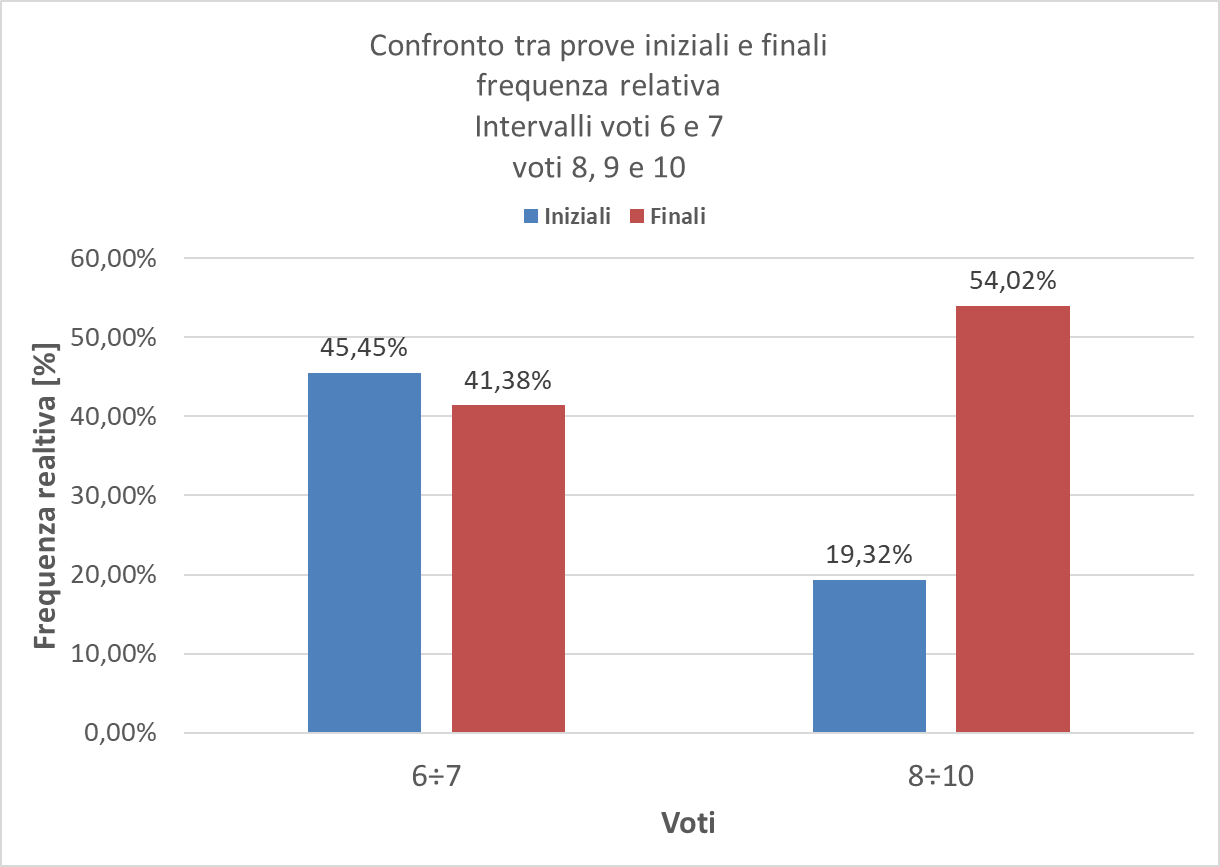 Confronto tra prove iniziali e finali
frequenza relativa
Intervalli voti 6 e 7
voti 8, 9 e 10
Iniziali Finali
60,00%
50,00%
40,00%
30,00%
20,00%
10,00%
0,00%
Frequenza realtiva [%]
45,45%
41,38%
19,32%
54,02%
6÷7
8÷10
Voti